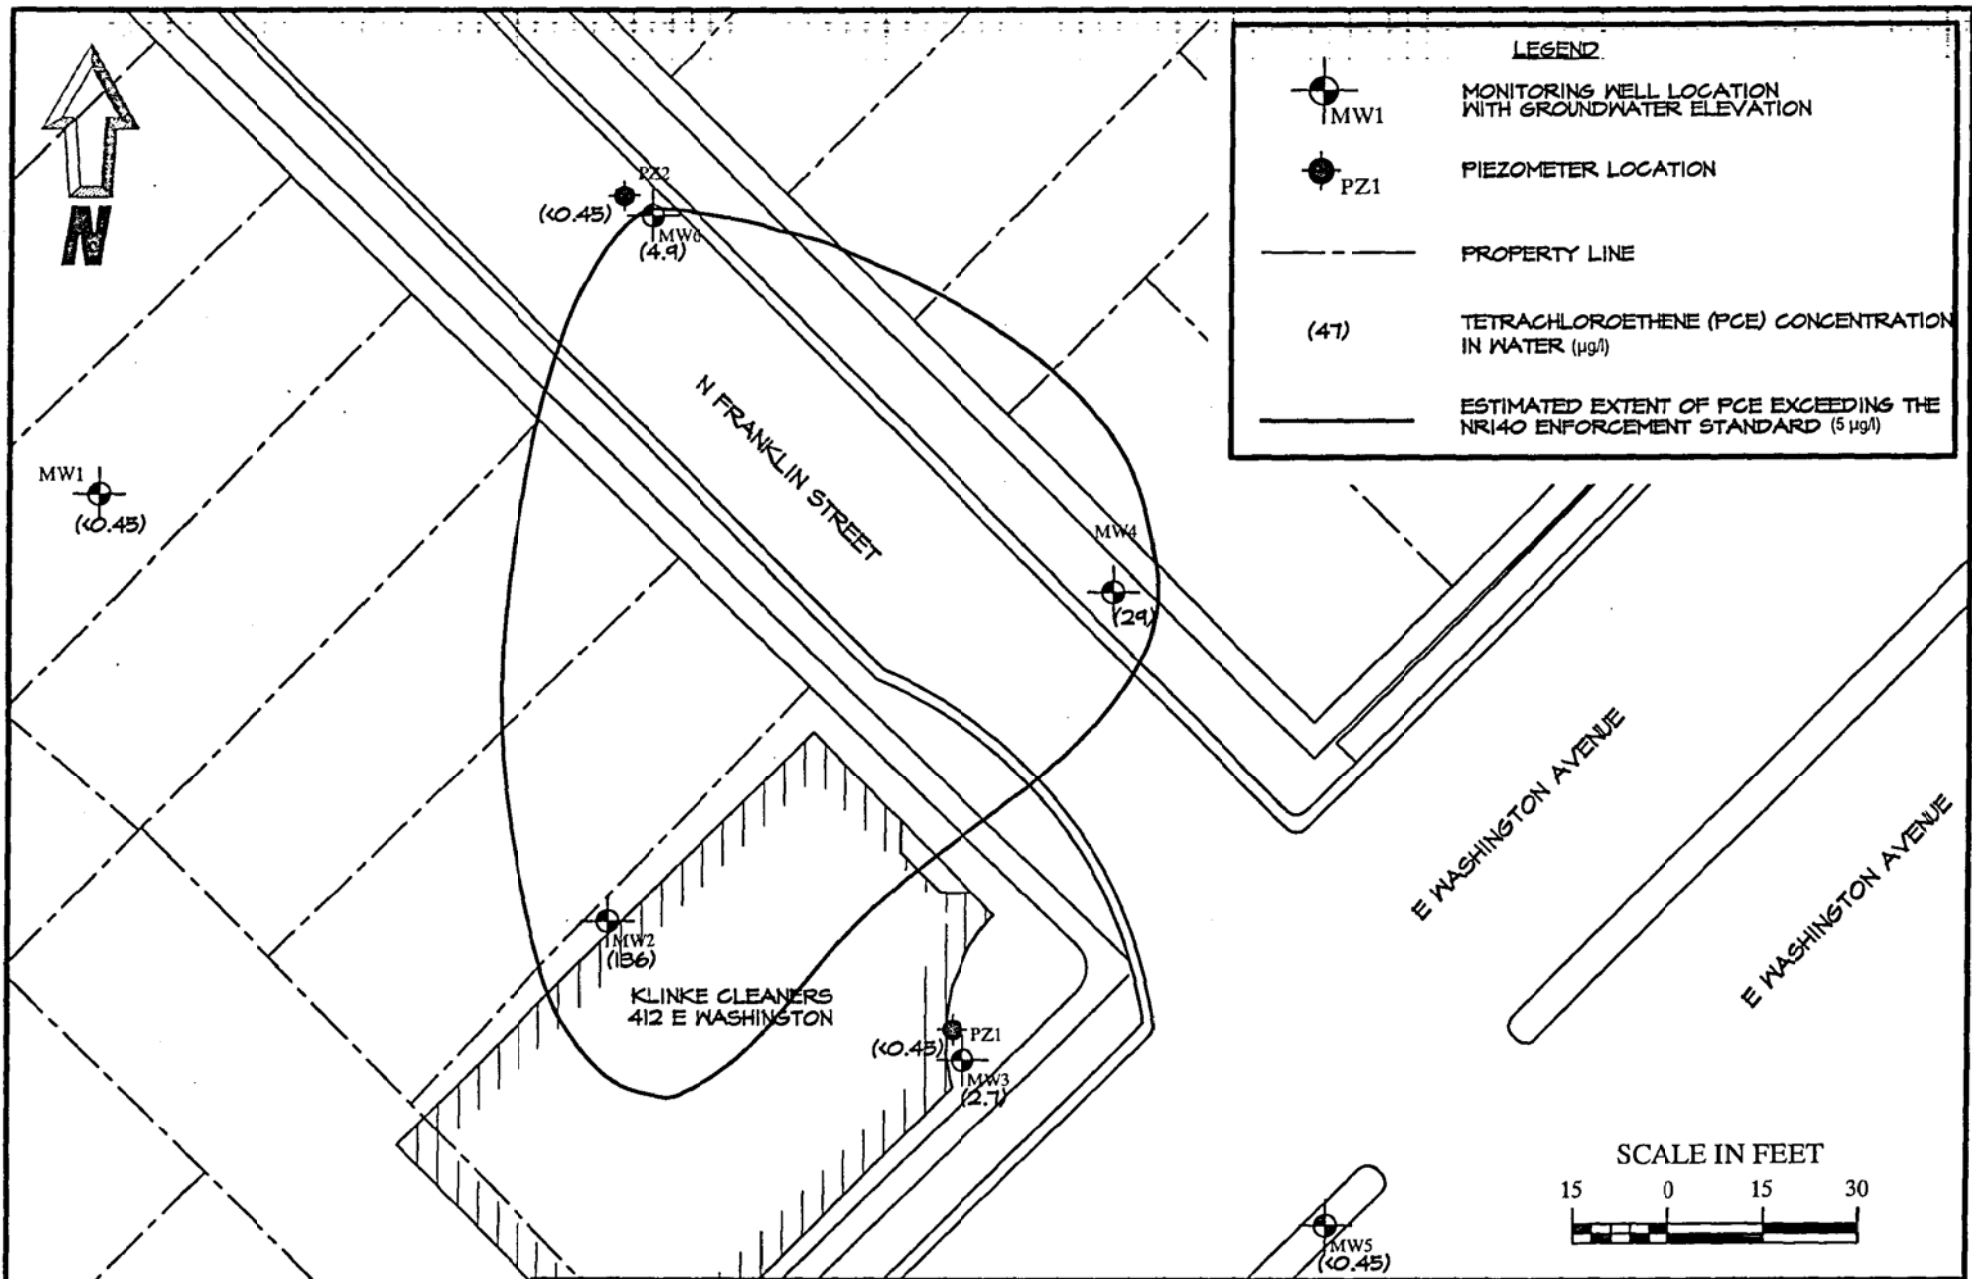 LEGEND
MW1
MONITORING WELL LOCATION
WITH GROUNDWATER ELEVATION
PZ1
PIEZOMETER LOCATION
PROPERTY LINE
(47)
TETRACHLOROETHENE (PCE) CONCENTRATION
IN WATER (µg/l)
ESTIMATED EXTENT OF PCE EXCEEDING THE
NR140 ENFORCEMENT STANDARD (5 µg/l)
N
PZ2
(<0.45)
MW6
(4.9)
N FRANKLIN STREET
MW1
(<0.45)
MW4
(29)
E WASHINGTON AVENUE
E WASHINGTON AVENUE
MW2
(136)
KLINKE CLEANERS
412 E WASHINGTON
PZ1
(<0.45)
MW3
(2.7)
MW5
(<0.45)
SCALE IN FEET
15 0 15 30